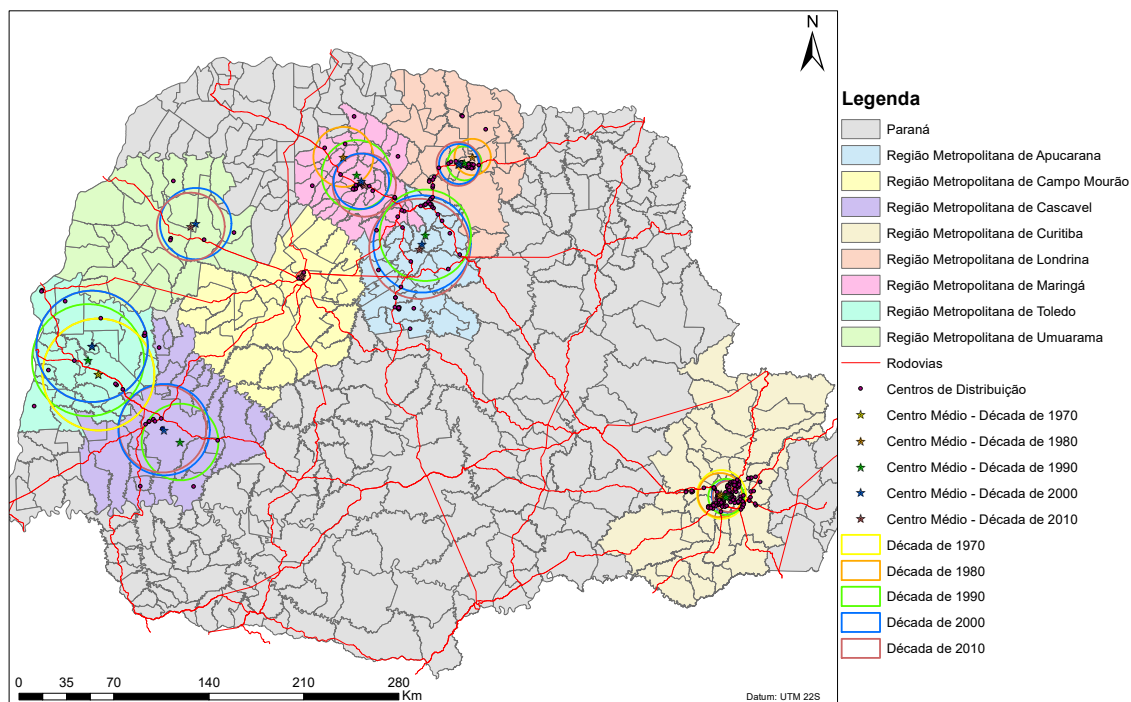 N
Legenda
Paraná
Região Metropolitana de Apucarana
Região Metropolitana de Campo Mourão
Região Metropolitana de Cascavel
Região Metropolitana de Curitiba
Região Metropolitana de Londrina
Região Metropolitana de Maringá
Região Metropolitana de Toledo
Região Metropolitana de Umuarama
Rodovias
Centros de Distribuição
Centro Médio - Década de 1970
Centro Médio - Década de 1980
Centro Médio - Década de 1990
Centro Médio - Década de 2000
Centro Médio - Década de 2010
Década de 1970
Década de 1980
Década de 1990
Década de 2000
Década de 2010
0 35 70 140 210 280
Km
Datum: UTM 22S